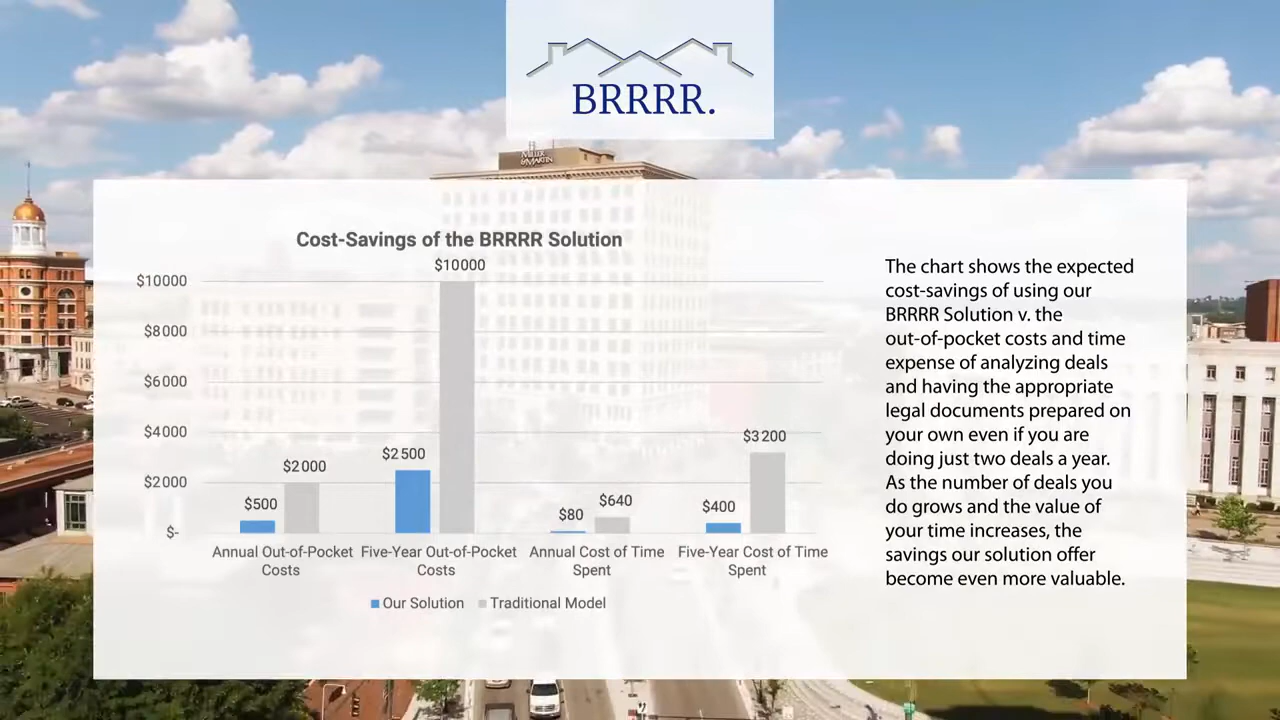 BRRRR.
MILLER
& MARTIN
Cost-Savings of the BRRRR Solution
$10000
$8000
$6000
$4000
$2000
$-
$500
$2000
$2500
$10000
$80
$640
$400
$3200
Annual Out-of-Pocket
Costs
Five-Year Out-of-Pocket
Costs
Annual Cost of Time
Spent
Five-Year Cost of Time
Spent
Our Solution
Traditional Model
The chart shows the expected
cost-savings of using our
BRRRR Solution v. the
out-of-pocket costs and time
expense of analyzing deals
and having the appropriate
legal documents prepared on
your own even if you are
doing just two deals a year.
As the number of deals you
do grows and the value of
your time increases, the
savings our solution offer
become even more valuable.